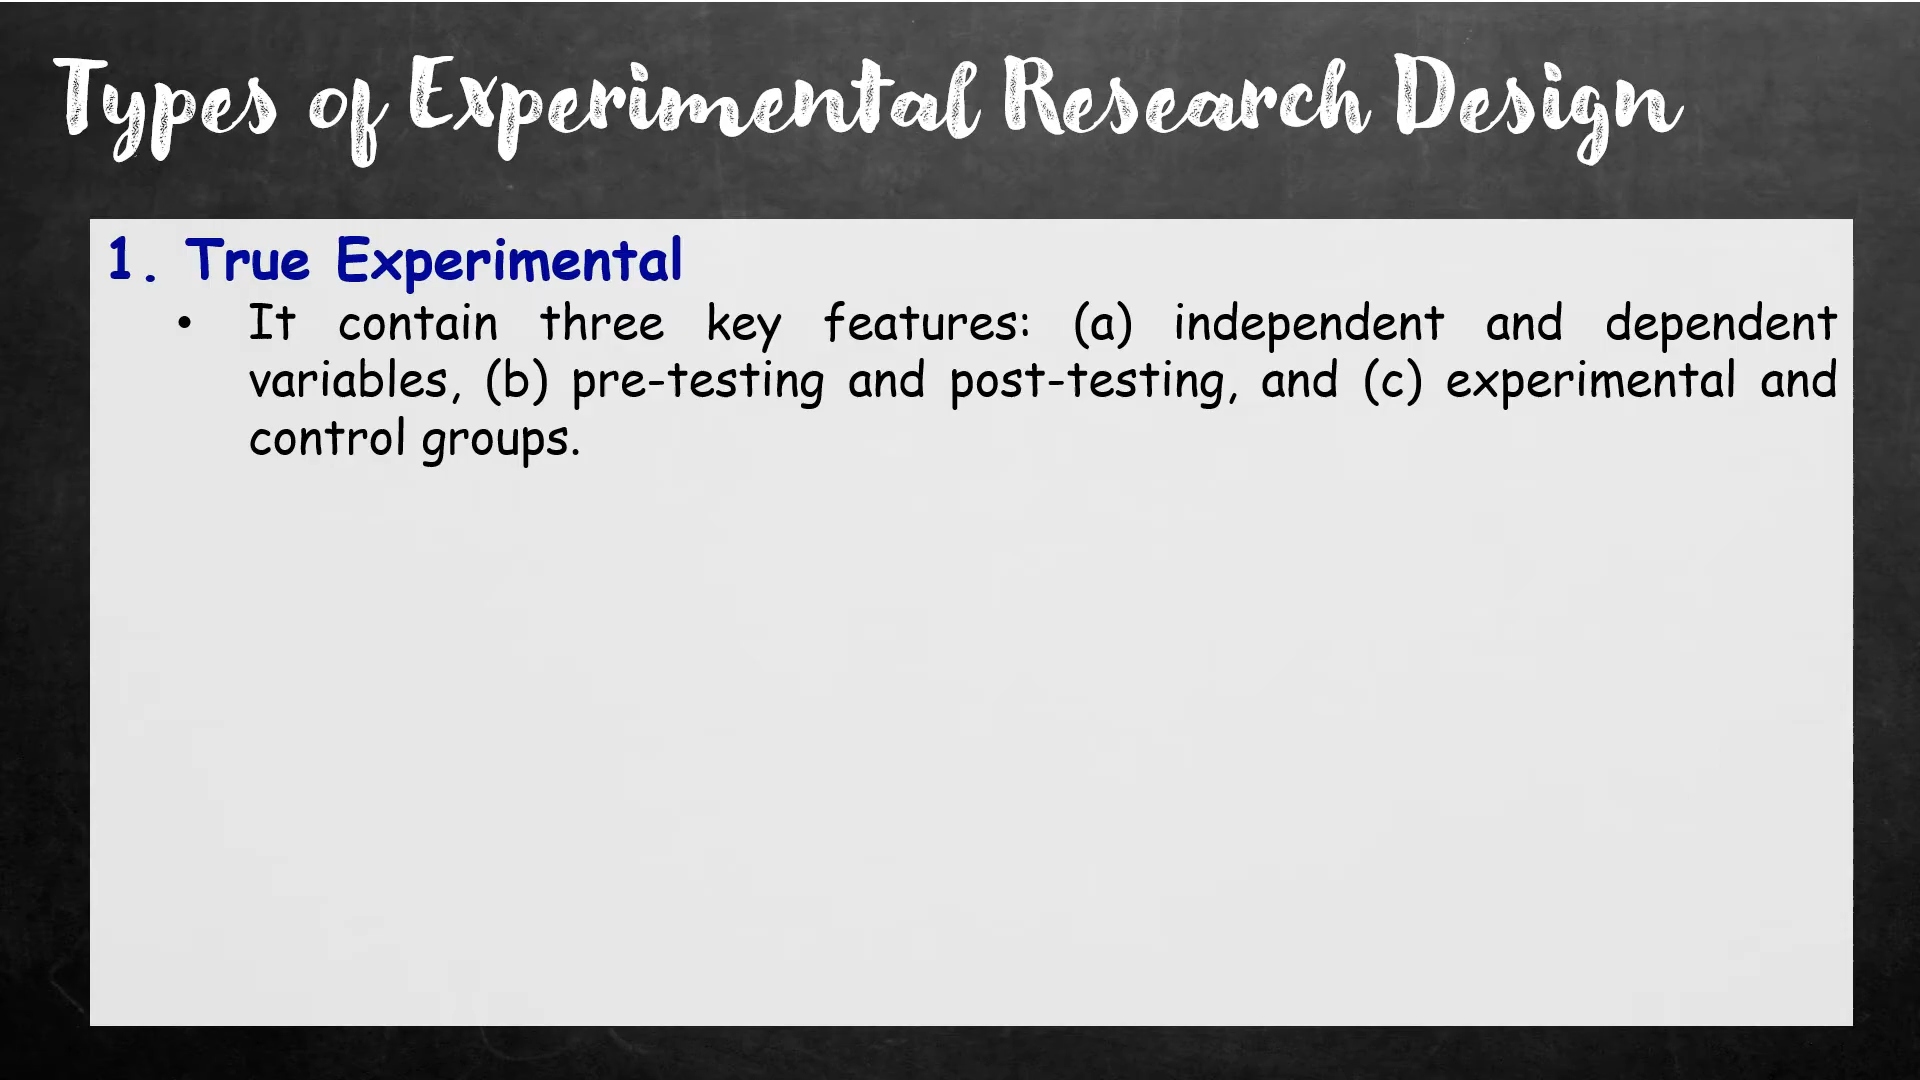 Types of Experimental Research Design
1. True Experimental
• It contain three key features: (a) independent and dependent
variables, (b) pre-testing and post-testing, and (c) experimental and
control groups.